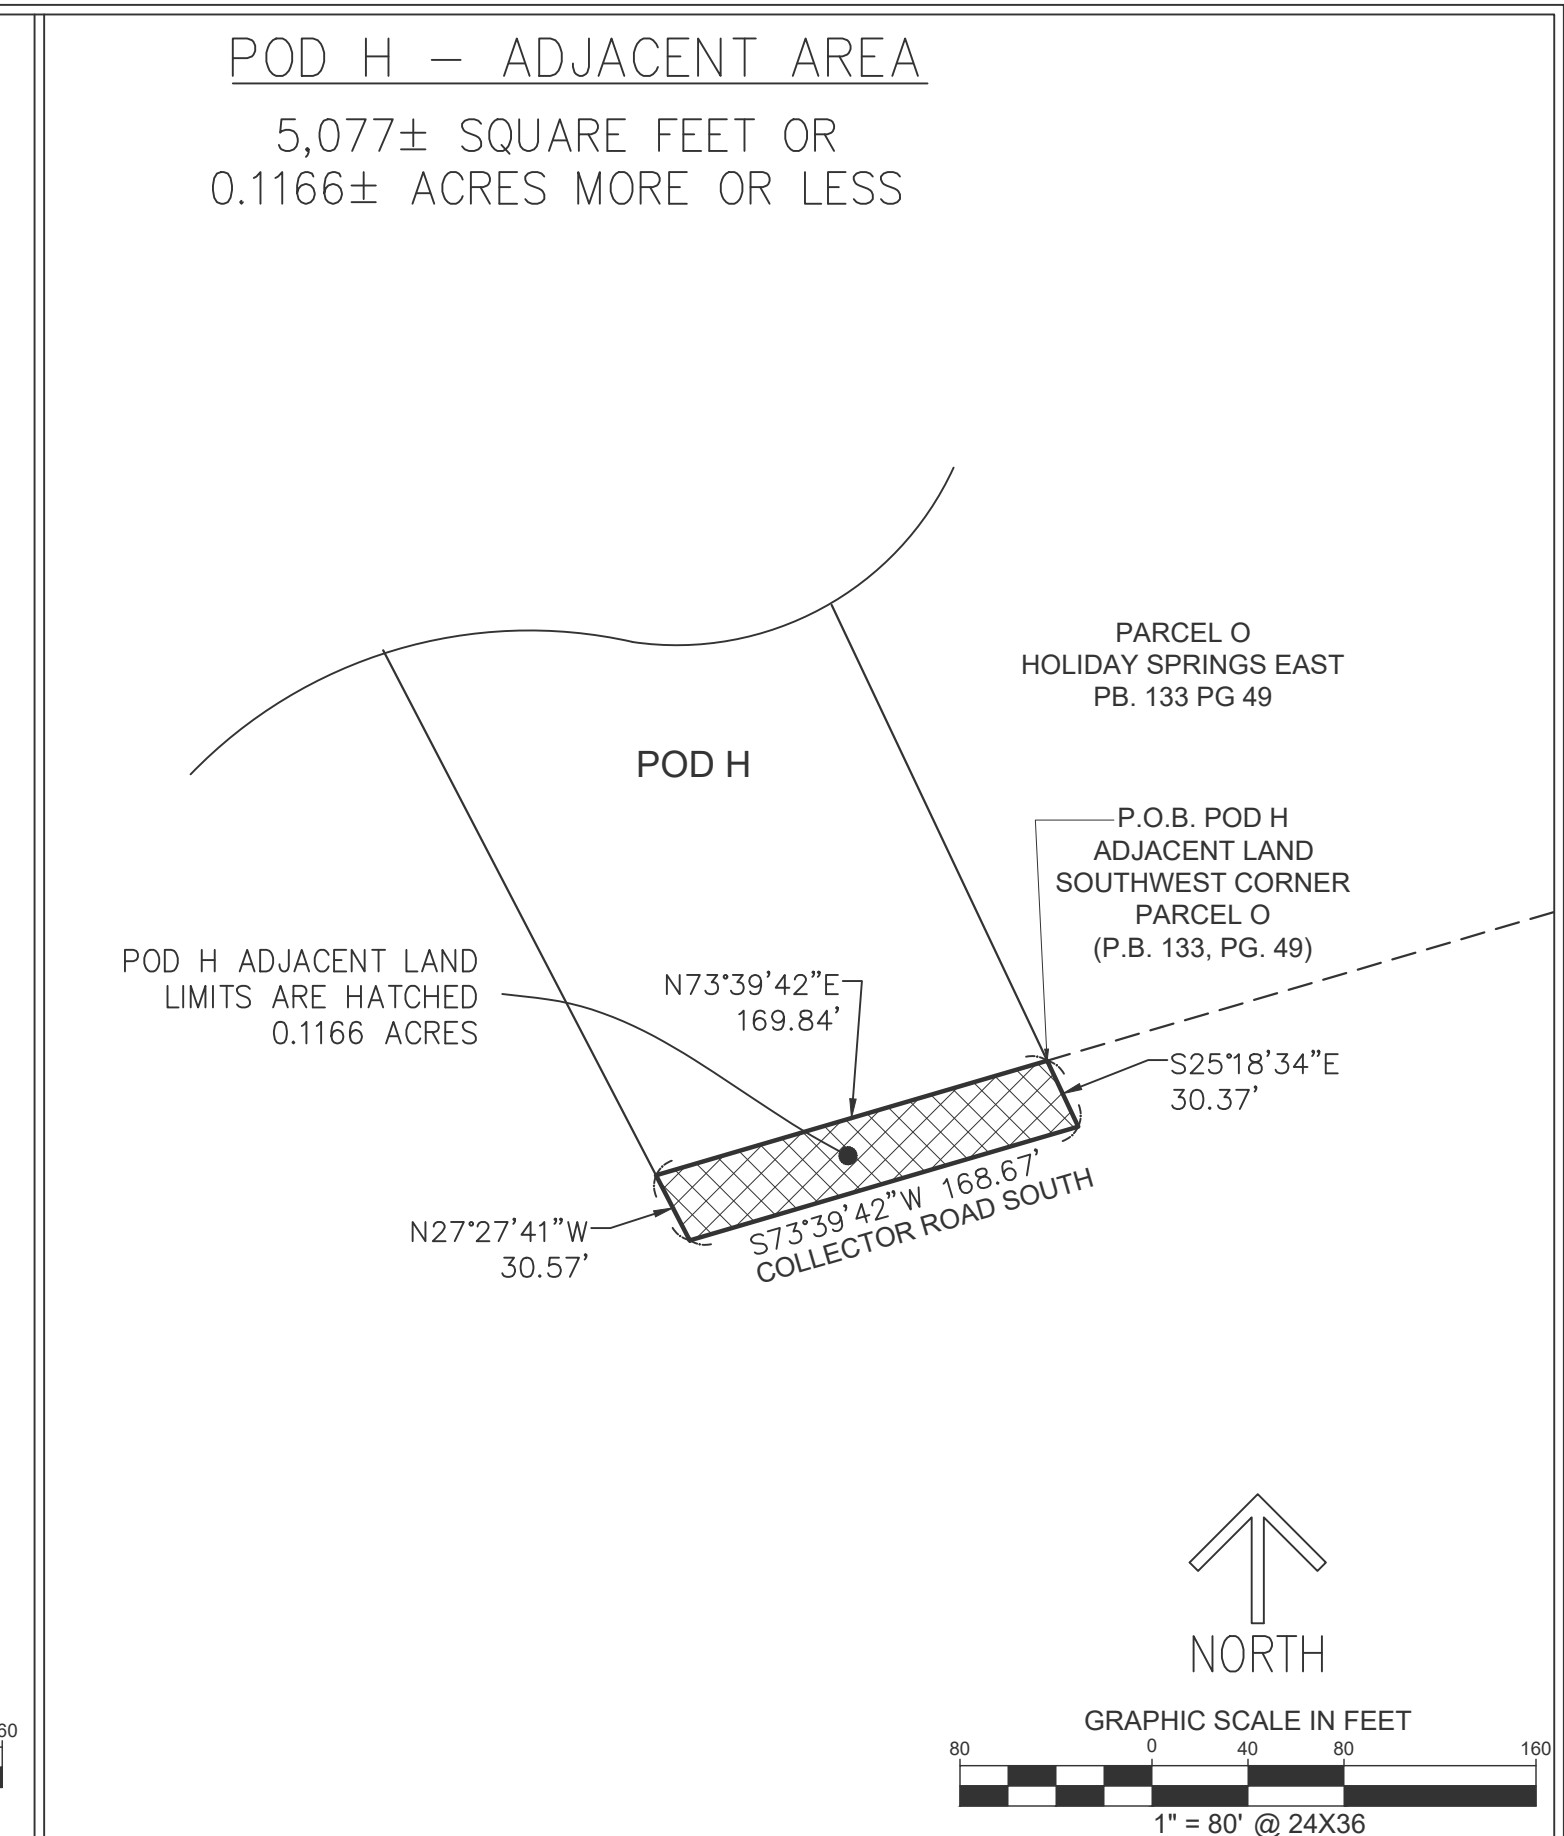 POD H – ADJACENT AREA
5,077± SQUARE FEET OR
0.1166± ACRES MORE OR LESS
PARCEL O
HOLIDAY SPRINGS EAST
PB. 133 PG 49
POD H
P.O.B. POD H
ADJACENT LAND
SOUTHWEST CORNER
PARCEL O
(P.B. 133, PG. 49)
POD H ADJACENT LAND
LIMITS ARE HATCHED
0.1166 ACRES
N73°39'42"E
169.84'
S25°18'34"E
30.37'
S73°39'42"W 168.67'
COLLECTOR ROAD SOUTH
N27°27'41"W
30.57'
NORTH
GRAPHIC SCALE IN FEET
80 0 40 80 160
1" = 80' @ 24X36